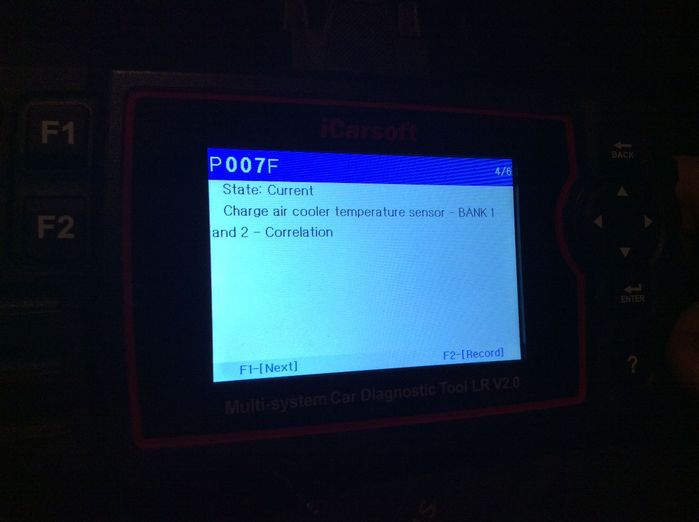 iCarsoft
F1
F2
P007F
4/6
State: Current
Charge air cooler temperature sensor - BANK 1
and 2 - Correlation
F1-[Next]
F2-[Record]
BACK
ENTER
?
Multi-system Car Diagnostic Tool LR V2.0